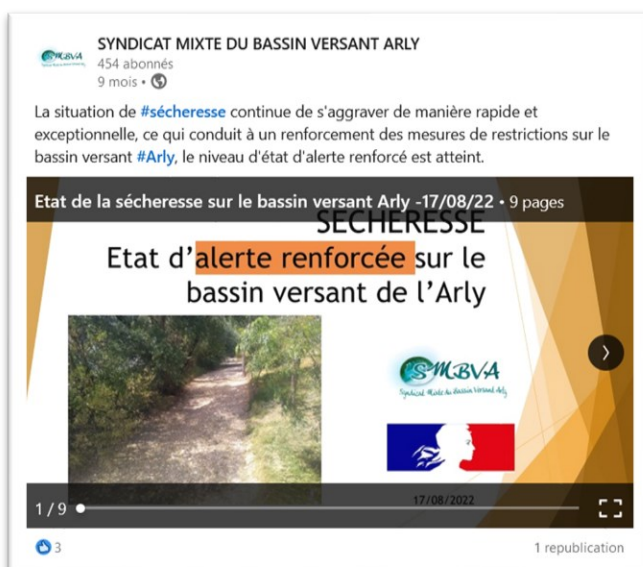 SYNDICAT MIXTE DU BASSIN VERSANT ARLY
SMBVA
454 abonnés
9 mois •
La situation de #sécheresse continue de s'aggraver de manière rapide et
exceptionnelle, ce qui conduit à un renforcement des mesures de restrictions sur le
bassin versant #Arly, le niveau d'état d'alerte renforcé est atteint.
Etat de la sécheresse sur le bassin versant Arly -17/08/22 • 9 pages
SECHERESSE
Etat d'alerte renforcée sur le
bassin versant de l'Arly
SMBVA
Syndicat Mixte du Bassin Versant Arly
17/08/2022
1 / 9
3
1 republication